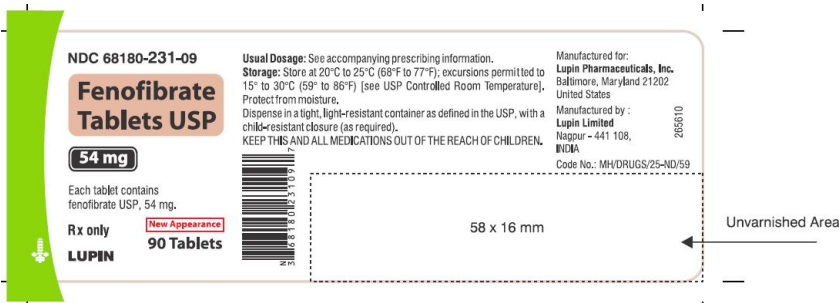 NDC 68180-231-09
Fenofibrate
Tablets USP
54 mg
Each tablet contains
fenofibrate USP, 54 mg.
Rx only
New Appearance
90 Tablets
LUPIN
Usual Dosage: See accompanying prescribing information.
Storage: Store at 20°C to 25°C (68°F to 77°F); excursions permitted to
15° to 30°C (59° to 86°F) [see USP Controlled Room Temperature].
Protect from moisture.
Dispense in a tight, light-resistant container as defined in the USP, with a
child-resistant closure (as required).
KEEP THIS AND ALL MEDICATIONS OUT OF THE REACH OF CHILDREN.
N 3 68180 23109 7
Manufactured for:
Lupin Pharmaceuticals, Inc.
Baltimore, Maryland 21202
United States
Manufactured by :
Lupin Limited
Nagpur - 441 108,
INDIA
Code No.: MH/DRUGS/25-ND/59
265610
58 x 16 mm
Unvarnished Area